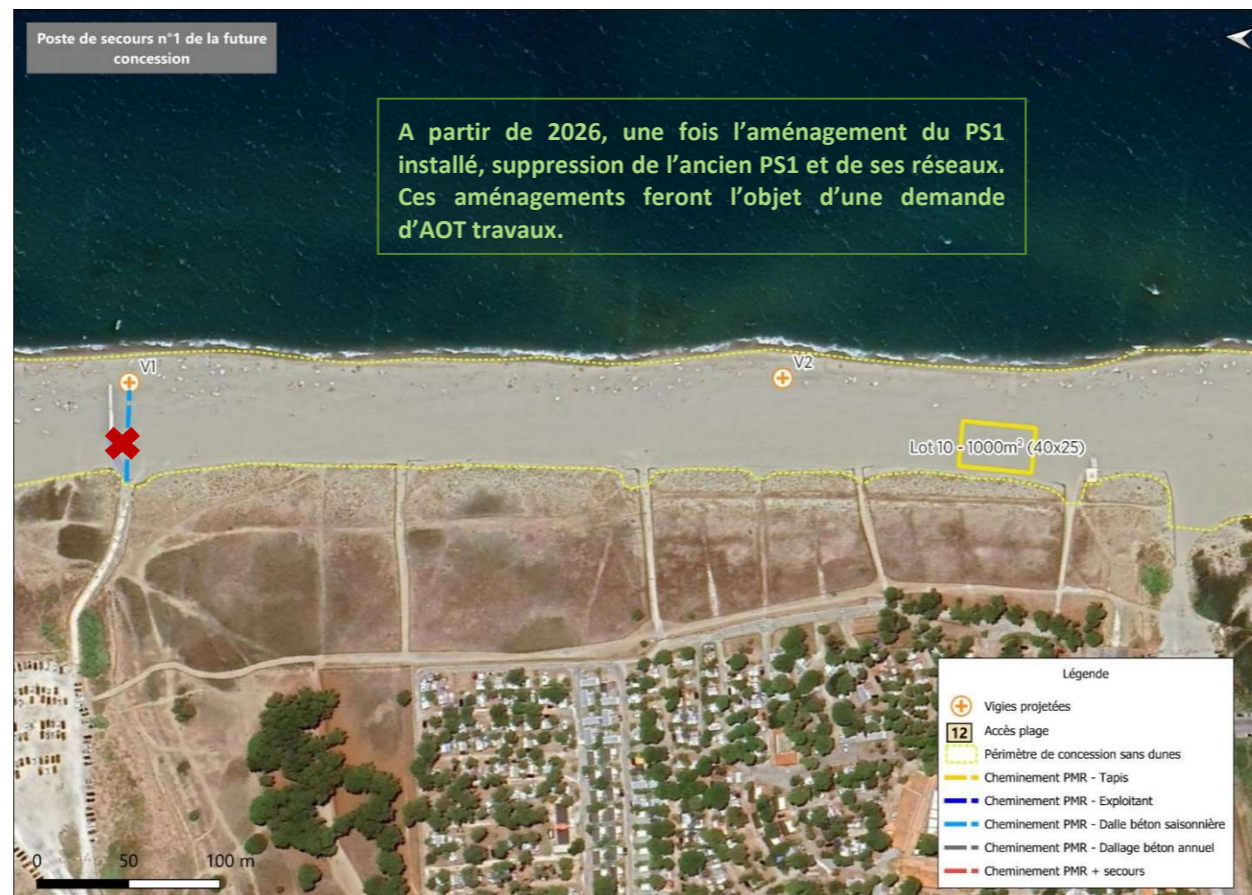 Poste de secours n°1 de la future
concession
A partir de 2026, une fois l’aménagement du PS1
installé, suppression de l’ancien PS1 et de ses réseaux.
Ces aménagements feront l’objet d’une demande
d’AOT travaux.
V1
V2
Lot 10 - 1000m² (40x25)
Légende
Vigies projetées
12 Accès plage
Périmètre de concession sans dunes
Cheminement PMR - Tapis
Cheminement PMR - Exploitant
Cheminement PMR - Dalle béton saisonnière
Cheminement PMR - Dallage béton annuel
Cheminement PMR + secours
0 50 100 m